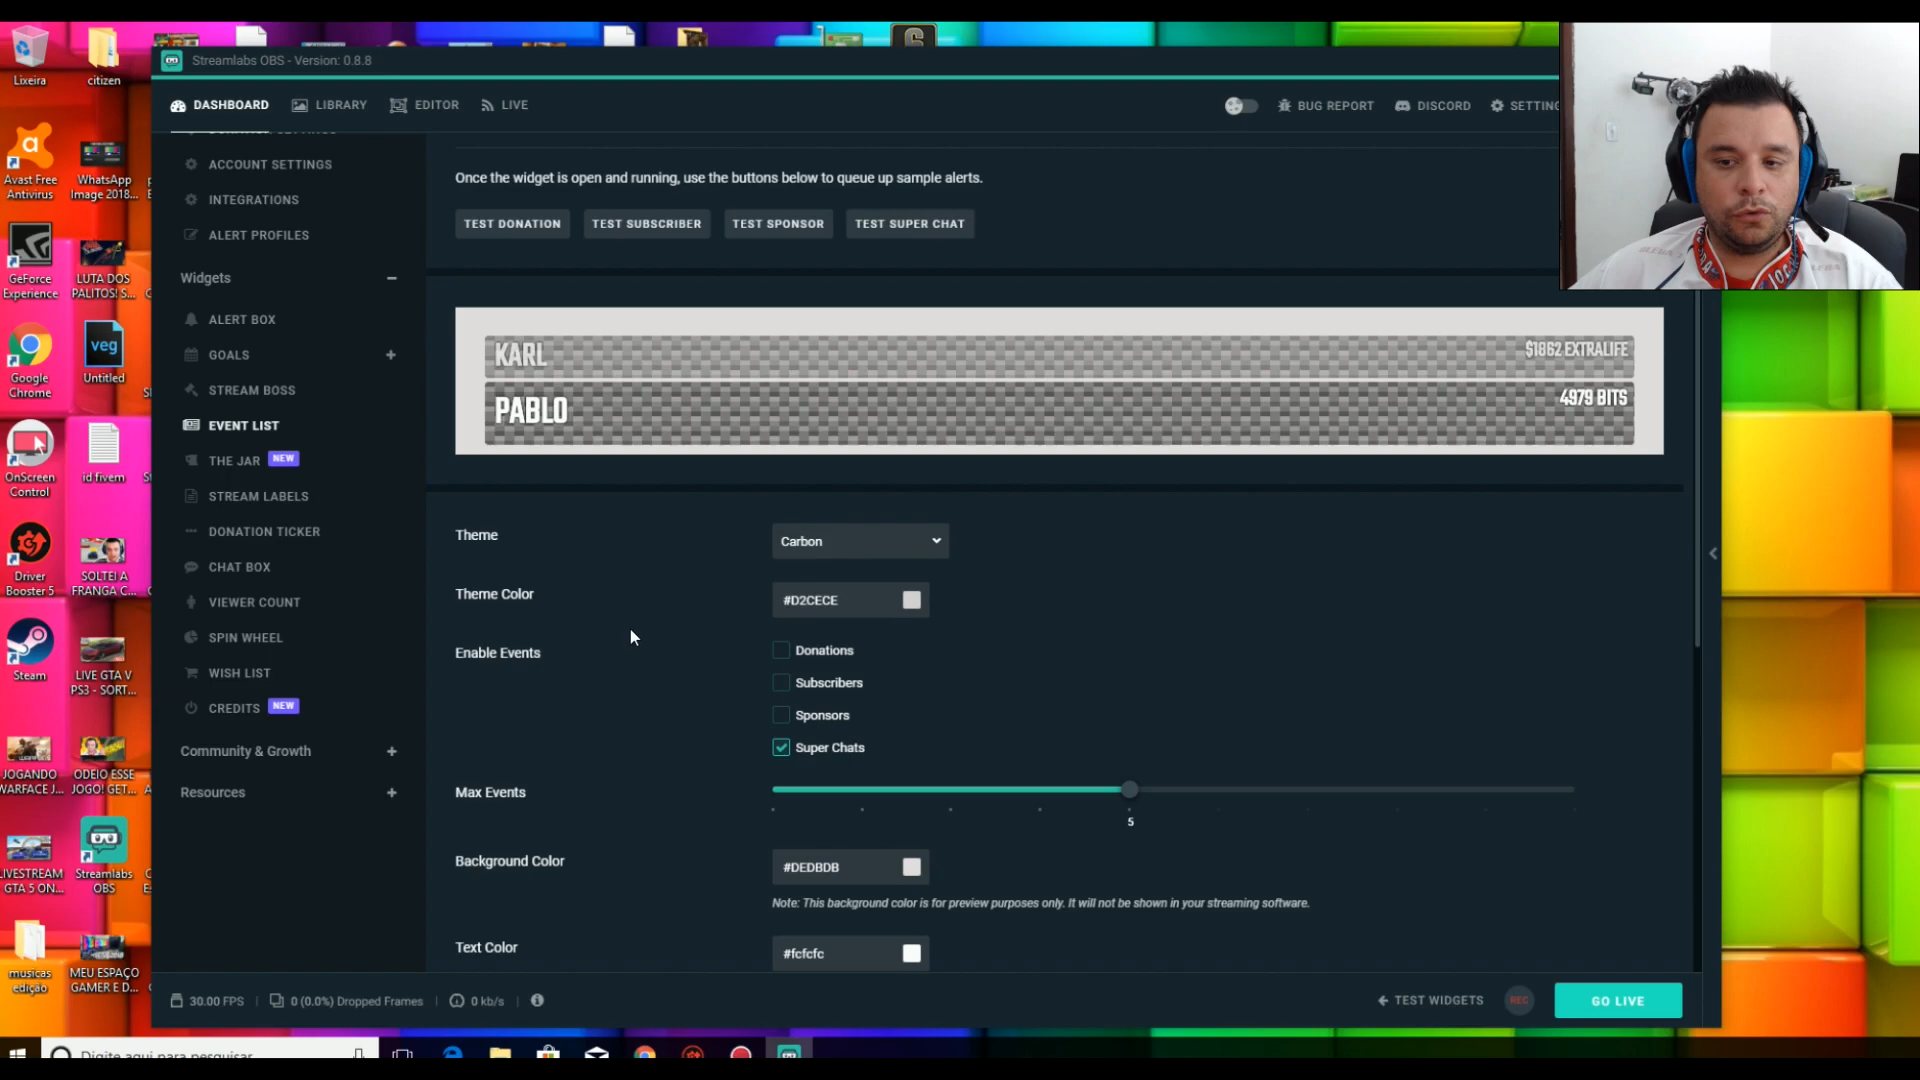 Lixeira
citizen
Avast Free
Antivirus
WhatsApp
Image 2018...
GeForce
Experience
LUTA DOS
PALITOS! S...
Google
Chrome
veg
Untitled
OnScreen
Control
id fivem
Driver
Booster 5
SOLTEI A
FRANGA C...
Steam
LIVE GTA V
PS3 - SORT...
JOGANDO
WARFACE J...
ODEIO ESSE
JOGO! GET...
LIVESTREAM
GTA 5 ON...
Streamlabs
OBS
musicas
edição
MEU ESPAÇO
GAMER E D...
Streamlabs OBS - Version: 0.8.8
DASHBOARD
LIBRARY
EDITOR
LIVE
BUG REPORT
DISCORD
SETTING
ACCOUNT SETTINGS
INTEGRATIONS
ALERT PROFILES
Widgets
ALERT BOX
GOALS
STREAM BOSS
EVENT LIST
THE JAR NEW
STREAM LABELS
DONATION TICKER
CHAT BOX
VIEWER COUNT
SPIN WHEEL
WISH LIST
CREDITS NEW
Community & Growth
Resources
Once the widget is open and running, use the buttons below to queue up sample alerts.
TEST DONATION
TEST SUBSCRIBER
TEST SPONSOR
TEST SUPER CHAT
KARL
$1862 EXTRALIFE
PABLO
4979 BITS
Theme
Carbon
Theme Color
#D2CECE
Enable Events
Donations
Subscribers
Sponsors
Super Chats
Max Events
5
Background Color
#DEDBDB
Note: This background color is for preview purposes only. It will not be shown in your streaming software.
Text Color
#fcfcfc
30.00 FPS
0 (0.0%) Dropped Frames
0 kb/s
TEST WIDGETS
REC
GO LIVE
Digite aqui para pesquisar